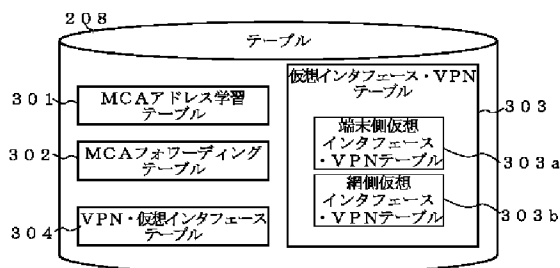 208
テーブル
301
MCAアドレス学習
テーブル
302
MCAフォワーディング
テーブル
304
VPN・仮想インタフェース
テーブル
仮想インタフェース・VPN
テーブル
303
端末側仮想
インタフェース
・VPNテーブル
303a
網側仮想
インタフェース
・VPNテーブル
303b